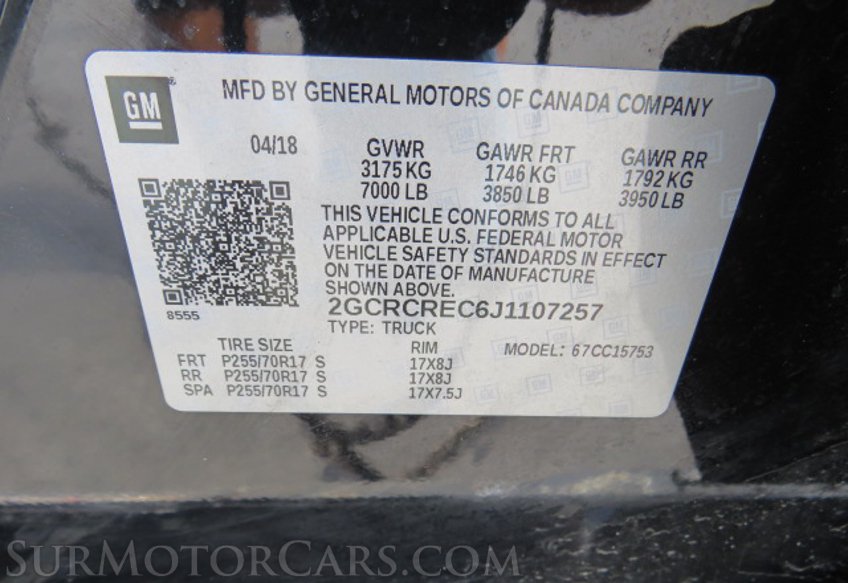 GM
MFD BY GENERAL MOTORS OF CANADA COMPANY
04/18 GVWR GAWR FRT GAWR RR
3175 KG 1746 KG 1792 KG
7000 LB 3850 LB 3950 LB
THIS VEHICLE CONFORMS TO ALL
APPLICABLE U.S. FEDERAL MOTOR
VEHICLE SAFETY STANDARDS IN EFFECT
ON THE DATE OF MANUFACTURE
SHOWN ABOVE.
8555
2GCRCREC6J1107257
TYPE: TRUCK
TIRE SIZE RIM MODEL: 67CC15753
FRT P255/70R17 S 17X8J
RR P255/70R17 S 17X8J
SPA P255/70R17 S 17X7.5J
SurMotorCars.com